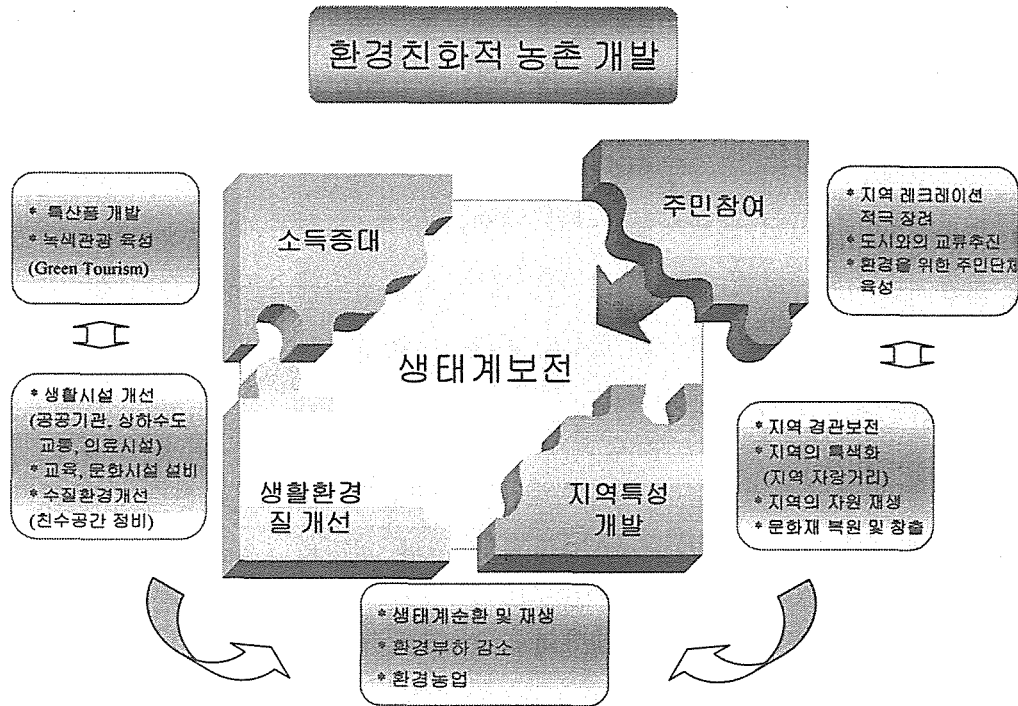 환경친화적 농촌 개발
* 특산품 개발
* 녹색관광 육성
(Green Tourism)
소득증대
주민참여
* 지역 레크레이션
적극 장려
* 도시와의 교류추진
* 환경을 위한 주민단체
육성
생태계보전
* 생활시설 개선
(공공기관, 상하수도
교통, 의료시설)
* 교육, 문화시설 설비
* 수질환경개선
(친수공간 정비)
생활환경
질 개선
지역특성
개발
* 지역 경관보전
* 지역의 특색화
(지역 자랑거리)
* 지역의 자원 재생
* 문화재 복원 및 창출
* 생태계순환 및 재생
* 환경부하 감소
* 환경농업